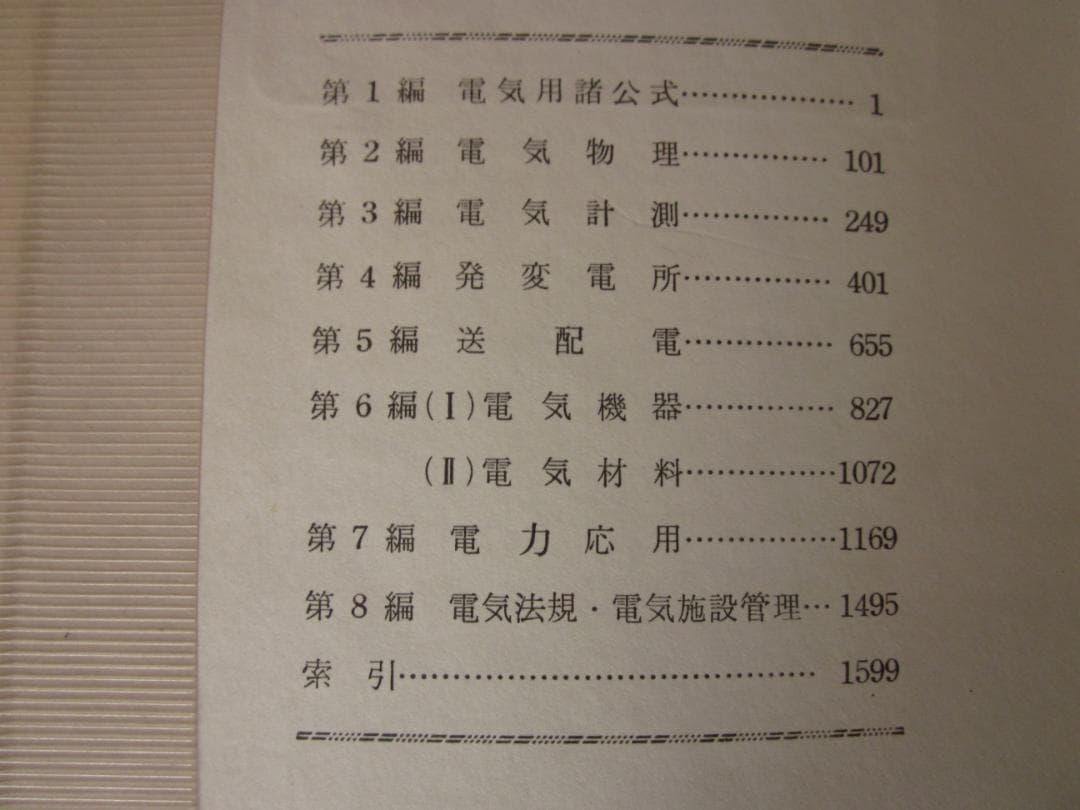 第1編 電気用諸公式………………… 1
第2編 電気物理…………… 101
第3編 電気計測…………… 249
第4編 発変電所…………… 401
第5編 送配電…………… 655
第6編(Ⅰ)電気機器…………… 827
(Ⅱ)電気材料……………1072
第7編 電力応用……………1169
第8編 電気法規・電気施設管理… 1495
索引…………………………………… 1599